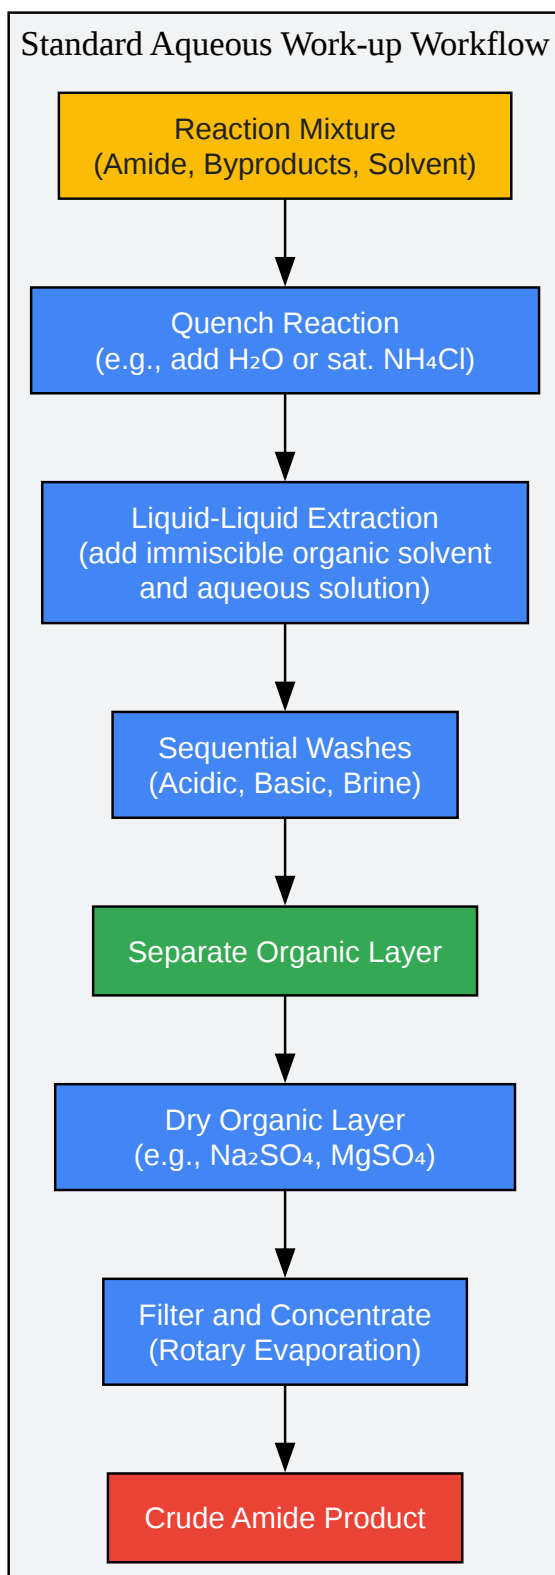 Standard Aqueous Work-up Workflow
Reaction Mixture
(Amide, Byproducts, Solvent)
Quench Reaction
(e.g., add H₂O or sat. NH₄Cl)
Liquid-Liquid Extraction
(add immiscible organic solvent
and aqueous solution)
Sequential Washes
(Acidic, Basic, Brine)
Separate Organic Layer
Dry Organic Layer
(e.g., Na₂SO₄, MgSO₄)
Filter and Concentrate
(Rotary Evaporation)
Crude Amide Product